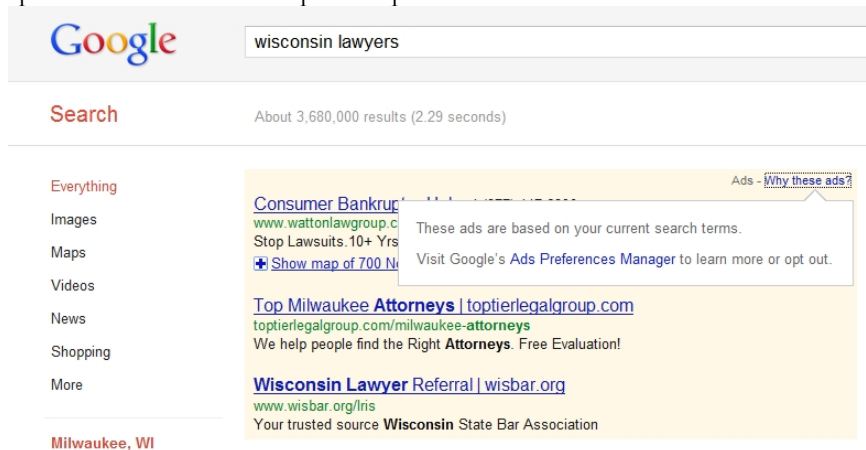 Google
wisconsin lawyers
Search
About 3,680,000 results (2.29 seconds)
Everything
Images
Maps
Videos
News
Shopping
More
Milwaukee, WI
Ads - Why these ads?
Consumer
www.wattonlawgroup.c
Stop Lawsuits.10+ Yrs
Show map of 700
These ads are based on your current search terms.
Visit Google's Ads Preferences Manager to learn more or opt out.
Top Milwaukee Attorneys | toptierlegalgroup.com
toptierlegalgroup.com/milwaukee-attorneys
We help people find the Right Attorneys. Free Evaluation!
Wisconsin Lawyer Referral | wisbar.org
www.wisbar.org/lris
Your trusted source Wisconsin State Bar Association